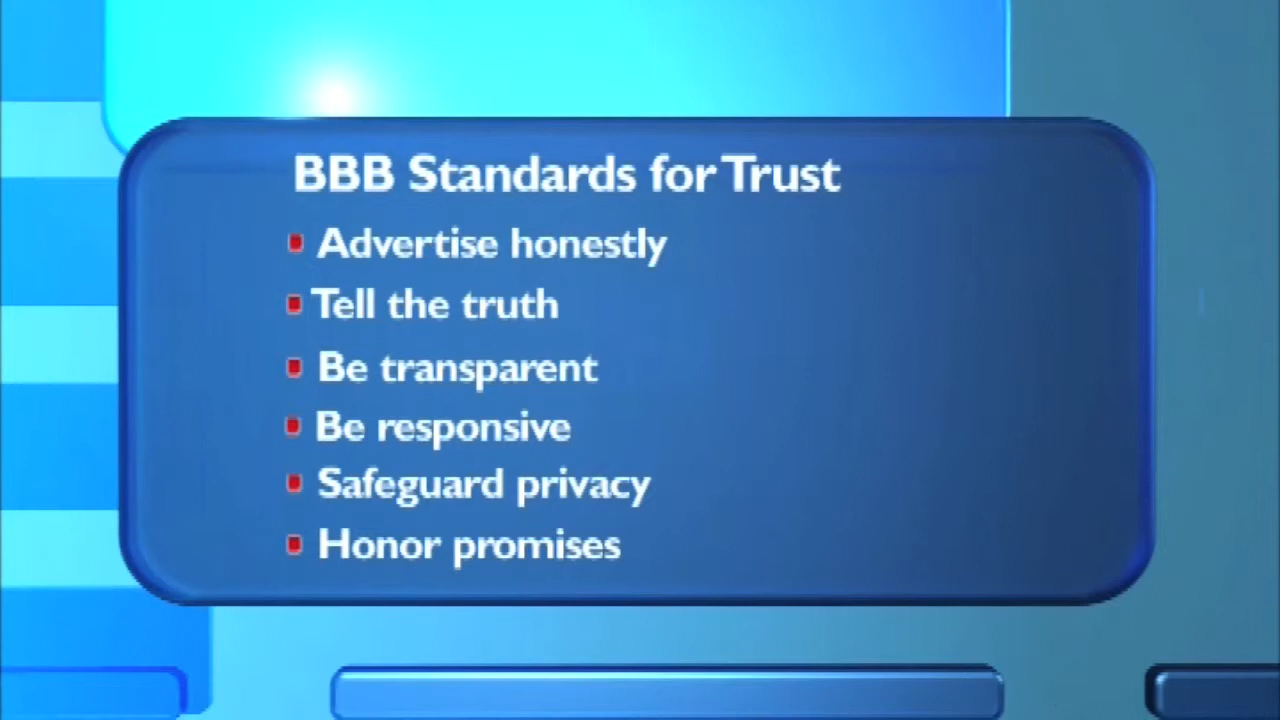 BBB Standards for Trust
Advertise honestly
Tell the truth
Be transparent
Be responsive
Safeguard privacy
Honor promises